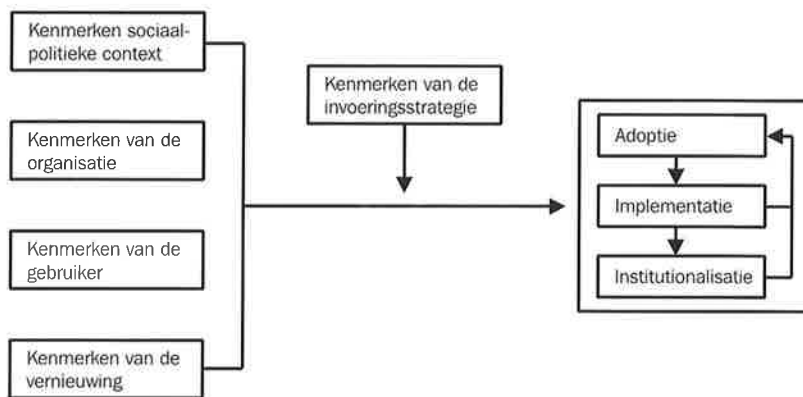 Kenmerken sociaal-
politieke context
Kenmerken van de
organisatie
Kenmerken van de
gebruiker
Kenmerken van de
vernieuwing
Kenmerken van de
invoeringsstrategie
Adoptie
Implementatie
Institutionalisatie